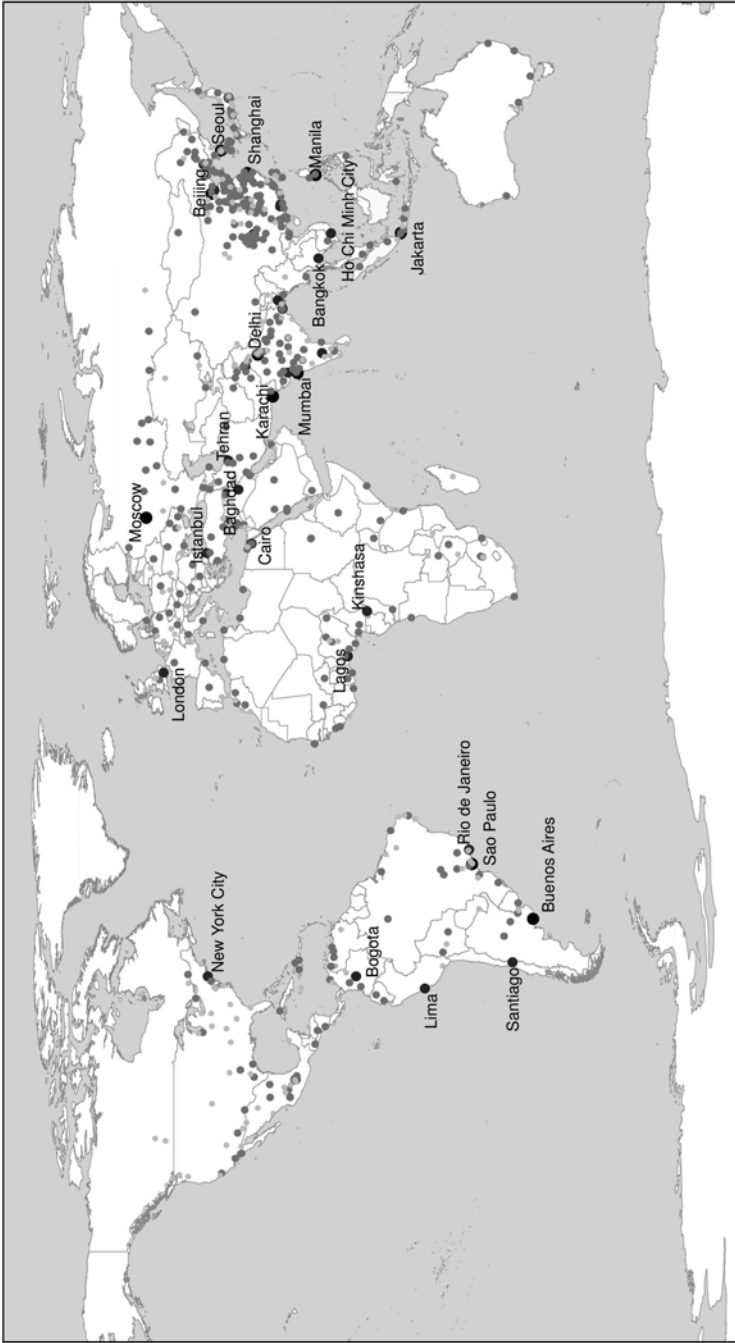 New York City
Bogota
Lima
Santiago
Buenos Aires
Sao Paulo
Rio de Janeiro
London
Moscow
Istanbul
Baghdad
Tehran
Cairo
Lagos
Kinshasa
Karachi
Mumbai
Delhi
Bangkok
Ho Chi Minh City
Jakarta
Manila
Beijing
Seoul
Shanghai